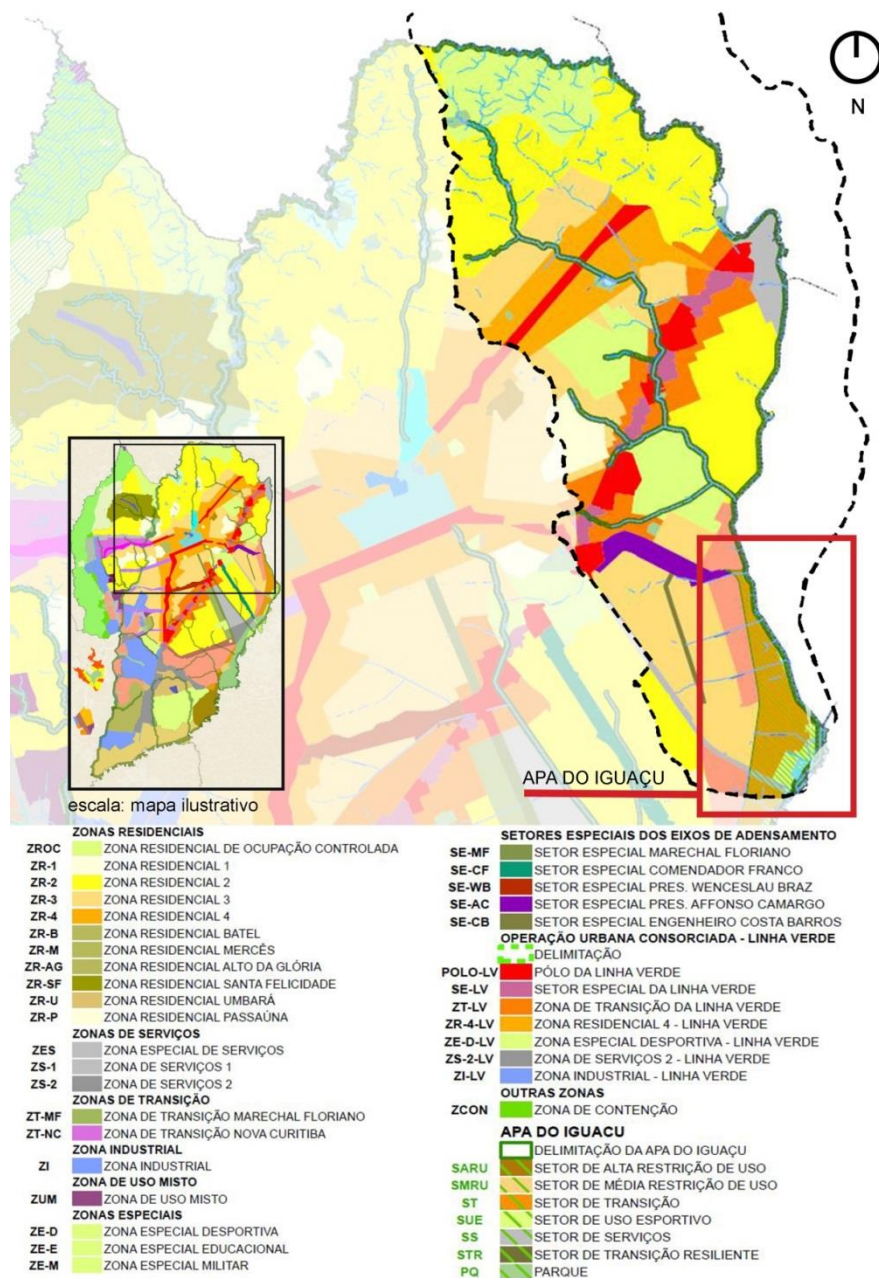 N
APA DO IGUAÇU
escala: mapa ilustrativo
ZONAS RESIDENCIAIS
ZROC ZONA RESIDENCIAL DE OCUPAÇÃO CONTROLADA
ZR-1 ZONA RESIDENCIAL 1
ZR-2 ZONA RESIDENCIAL 2
ZR-3 ZONA RESIDENCIAL 3
ZR-4 ZONA RESIDENCIAL 4
ZR-B ZONA RESIDENCIAL BATEL
ZR-M ZONA RESIDENCIAL MERCÊS
ZR-AG ZONA RESIDENCIAL ALTO DA GLÓRIA
ZR-SF ZONA RESIDENCIAL SANTA FELICIDADE
ZR-U ZONA RESIDENCIAL UMBARÁ
ZR-P ZONA RESIDENCIAL PASSAÚNA
ZONAS DE SERVIÇOS
ZES ZONA ESPECIAL DE SERVIÇOS
ZS-1 ZONA DE SERVIÇOS 1
ZS-2 ZONA DE SERVIÇOS 2
ZONAS DE TRANSIÇÃO
ZT-MF ZONA DE TRANSIÇÃO MARECHAL FLORIANO
ZT-NC ZONA DE TRANSIÇÃO NOVA CURITIBA
ZONA INDUSTRIAL
ZI ZONA INDUSTRIAL
ZONA DE USO MISTO
ZUM ZONA DE USO MISTO
ZONAS ESPECIAIS
ZE-D ZONA ESPECIAL DESPORTIVA
ZE-E ZONA ESPECIAL EDUCACIONAL
ZE-M ZONA ESPECIAL MILITAR
SETORES ESPECIAIS DOS EIXOS DE ADENSAMENTO
SE-MF SETOR ESPECIAL MARECHAL FLORIANO
SE-CF SETOR ESPECIAL COMENDADOR FRANCO
SE-WB SETOR ESPECIAL PRES. WENCESLAU BRAZ
SE-AC SETOR ESPECIAL PRES. AFFONSO CAMARGO
SE-CB SETOR ESPECIAL ENGENHEIRO COSTA BARROS
OPERAÇÃO URBANA CONSORCIADA - LINHA VERDE
DELIMITAÇÃO
POLO-LV PÓLO DA LINHA VERDE
SE-LV SETOR ESPECIAL DA LINHA VERDE
ZT-LV ZONA DE TRANSIÇÃO DA LINHA VERDE
ZR-4-LV ZONA RESIDENCIAL 4 - LINHA VERDE
ZE-D-LV ZONA ESPECIAL DESPORTIVA - LINHA VERDE
ZS-2-LV ZONA DE SERVIÇOS 2 - LINHA VERDE
ZI-LV ZONA INDUSTRIAL - LINHA VERDE
OUTRAS ZONAS
ZCON ZONA DE CONTENÇÃO
APA DO IGUACU
DELIMITAÇÃO DA APA DO IGUAÇU
SARU SETOR DE ALTA RESTRIÇÃO DE USO
SMRU SETOR DE MÉDIA RESTRIÇÃO DE USO
ST SETOR DE TRANSIÇÃO
SUE SETOR DE USO ESPORTIVO
SS SETOR DE SERVIÇOS
STR SETOR DE TRANSIÇÃO RESILIENTE
PQ PARQUE